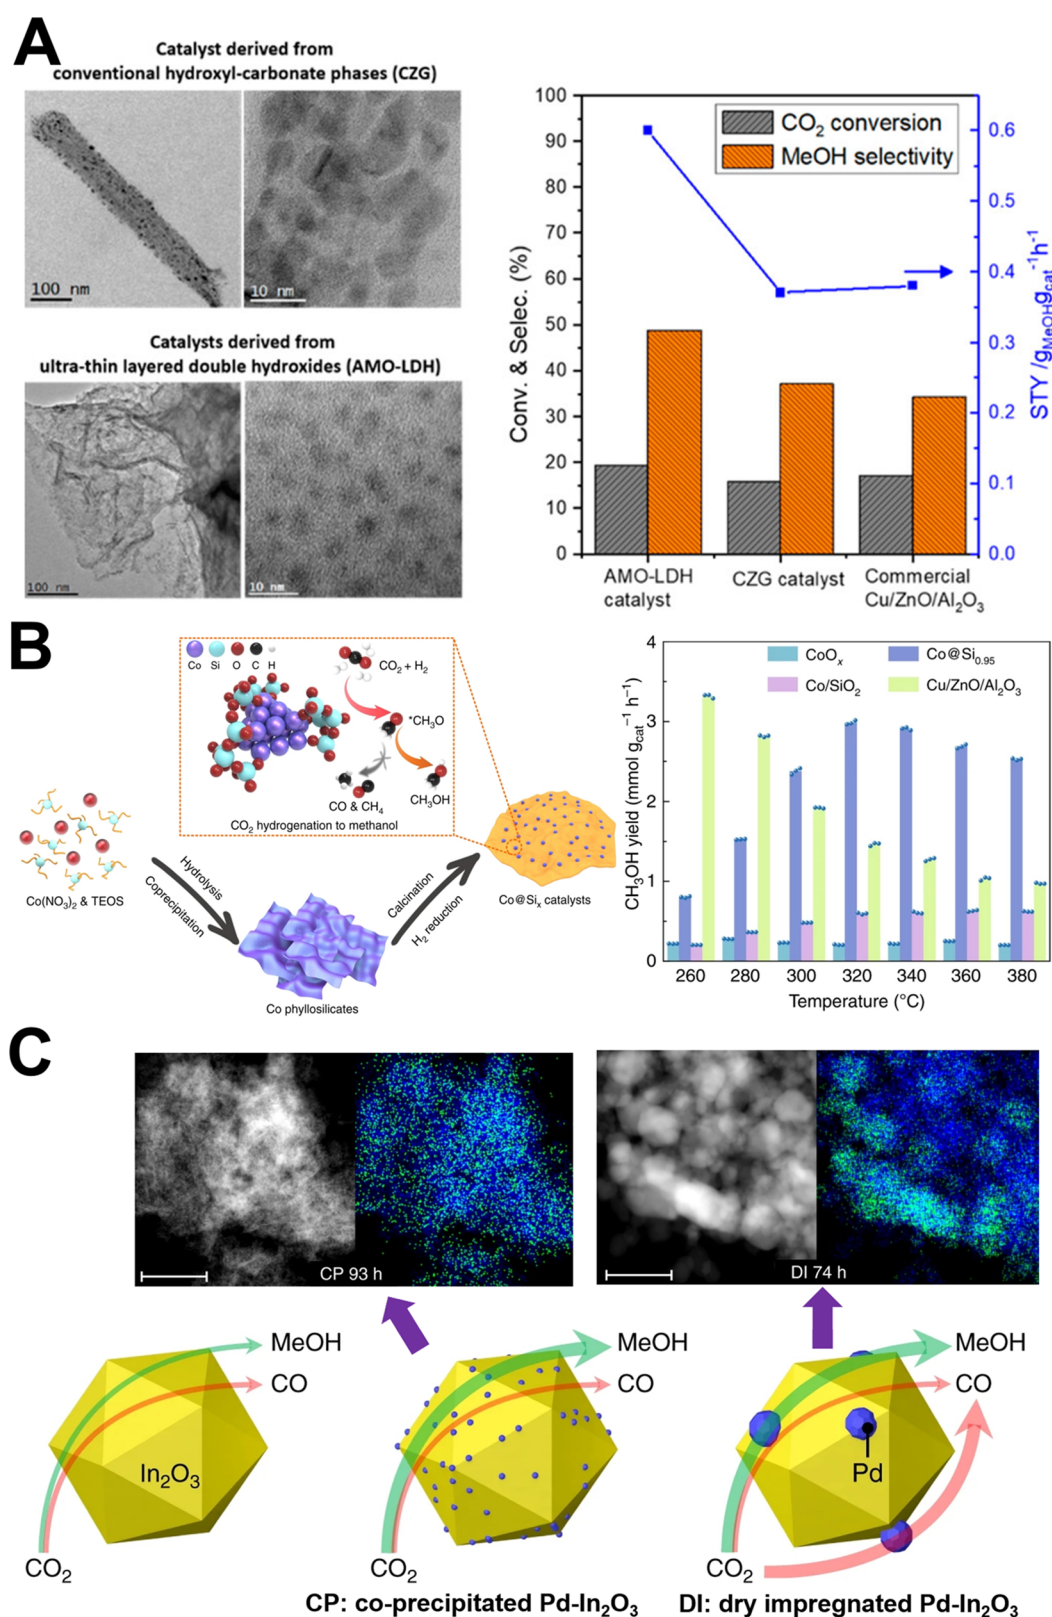 A
Catalyst derived from
conventional hydroxyl-carbonate phases (CZG)
100 nm
10 nm
Catalysts derived from
ultra-thin layered double hydroxides (AMO-LDH)
100 nm
10 nm
CO₂ conversion
MeOH selectivity
Conv. & Selec. (%)
100
90
80
70
60
50
40
30
20
10
0
0.6
0.5
0.4
0.3
0.2
0.1
0.0
STY /g_MeOH g_cat⁻¹h⁻¹
AMO-LDH
catalyst
CZG catalyst
Commercial
Cu/ZnO/Al₂O₃
B
Co Si O C H
CO₂ + H₂
*CH₃O
CO & CH₄
CH₃OH
CO₂ hydrogenation to methanol
Co(NO₃)₂ & TEOS
Hydrolysis
Coprecipitation
Co phyllosilicates
Calcination
H₂ reduction
Co@Siₓ catalysts
CoOₓ
Co@Si₀.₉₅
Co/SiO₂
Cu/ZnO/Al₂O₃
CH₃OH yield (mmol g_cat⁻¹ h⁻¹)
4
3
2
1
0
260 280 300 320 340 360 380
Temperature (°C)
C
CP 93 h
DI 74 h
MeOH
CO
In₂O₃
CO₂
MeOH
CO
CO₂
MeOH
CO
Pd
CO₂
CP: co-precipitated Pd-In₂O₃
DI: dry impregnated Pd-In₂O₃